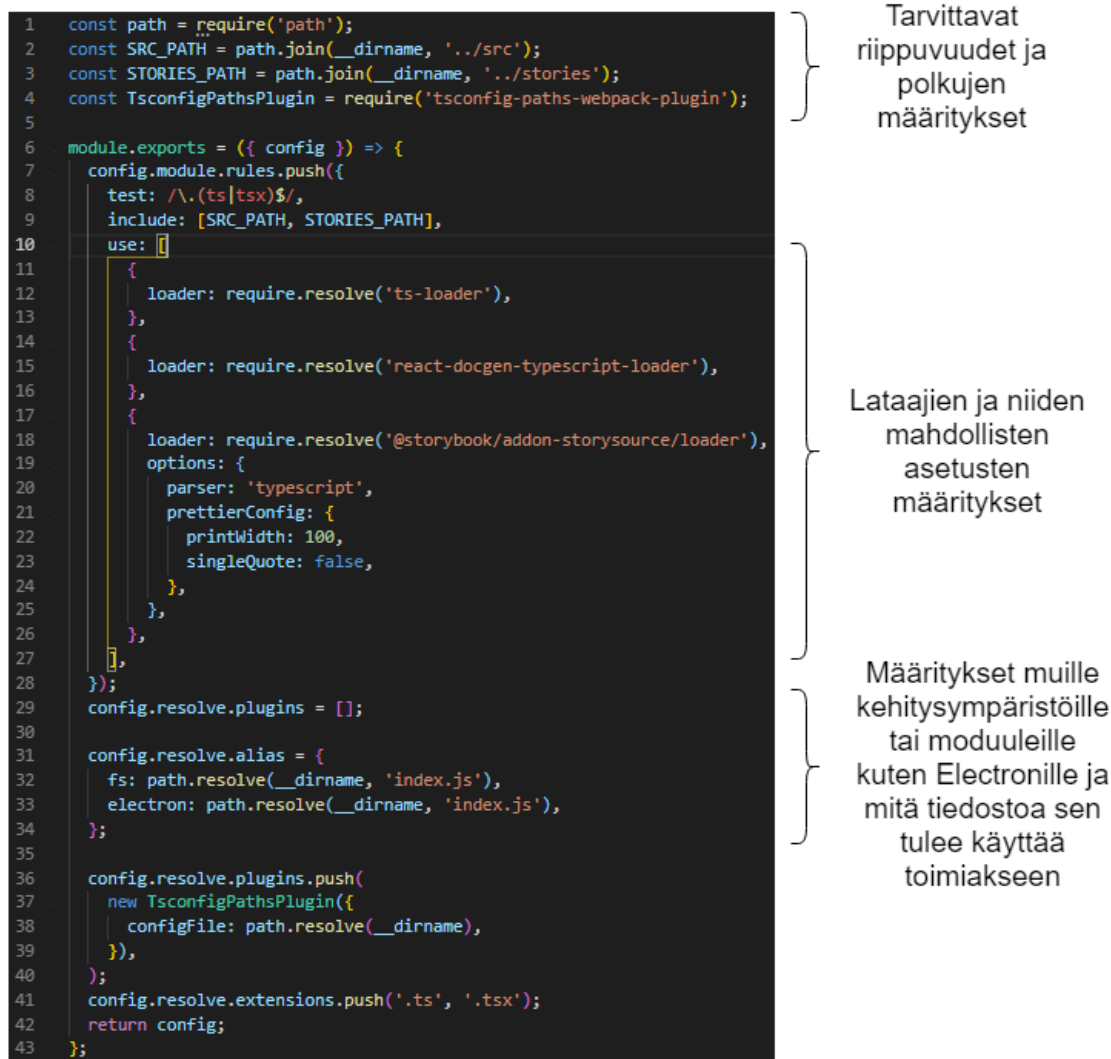 1 const path = require('path');
2 const SRC_PATH = path.join(__dirname, '../src');
3 const STORIES_PATH = path.join(__dirname, '../stories');
4 const TsconfigPathsPlugin = require('tsconfig-paths-webpack-plugin');
5
6 module.exports = ({ config }) => {
7 config.module.rules.push({
8 test: /\.(ts|tsx)$/,
9 include: [SRC_PATH, STORIES_PATH],
10 use: [
11 {
12 loader: require.resolve('ts-loader'),
13 },
14 {
15 loader: require.resolve('react-docgen-typescript-loader'),
16 },
17 {
18 loader: require.resolve('@storybook/addon-storysource/loader'),
19 options: {
20 parser: 'typescript',
21 prettierConfig: {
22 printWidth: 100,
23 singleQuote: false,
24 },
25 },
26 },
27 ],
28 });
29 config.resolve.plugins = [];
30
31 config.resolve.alias = {
32 fs: path.resolve(__dirname, 'index.js'),
33 electron: path.resolve(__dirname, 'index.js'),
34 };
35
36 config.resolve.plugins.push(
37 new TsconfigPathsPlugin({
38 configFile: path.resolve(__dirname),
39 }),
40 );
41 config.resolve.extensions.push('.ts', '.tsx');
42 return config;
43 };
Tarvittavat
riippuvuudet ja
polkujen
määritykset
Lataajien ja niiden
mahdollisten
asetusten
määritykset
Määritykset muille
kehitysympäristöille
tai moduuleille
kuten Electronille ja
mitä tiedostoa sen
tulee käyttää
toimiakseen